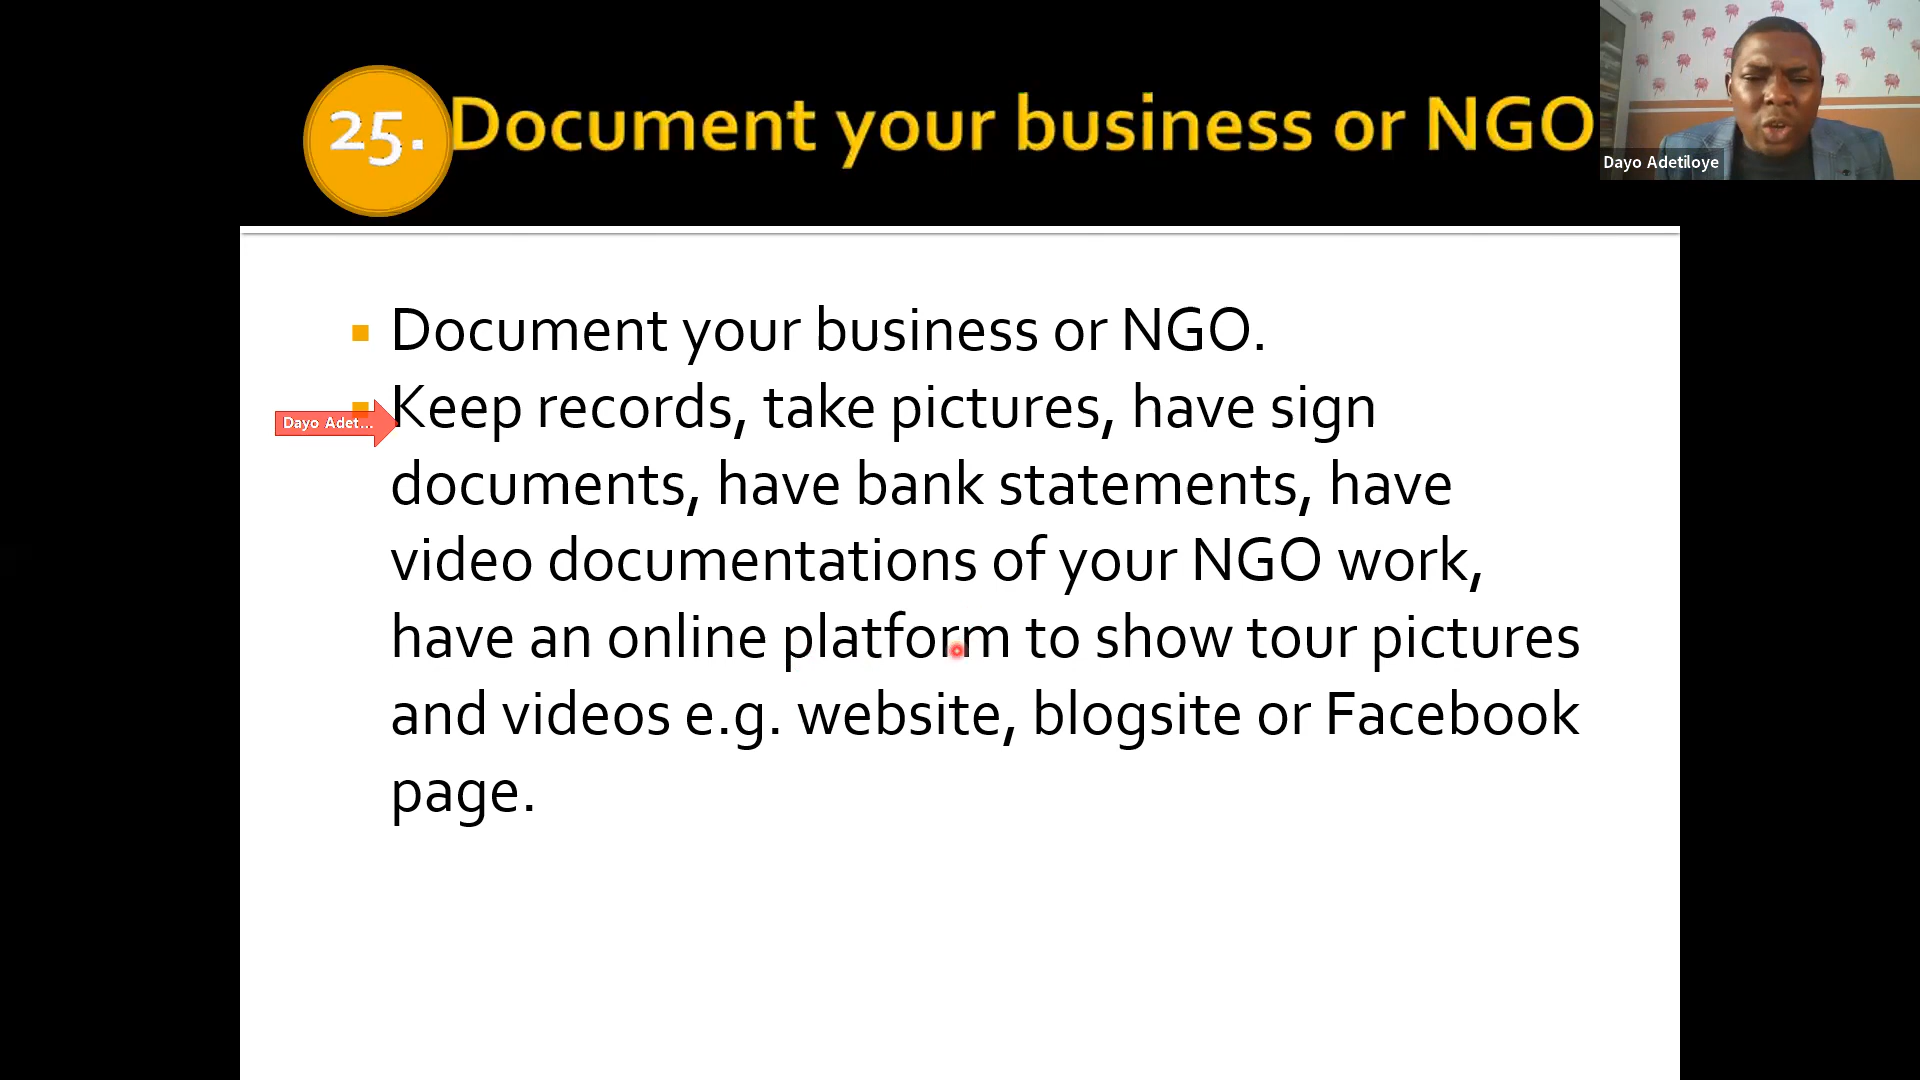 25. Document your business or NGO
Dayo Adetiloye
Document your business or NGO.
Keep records, take pictures, have sign
Dayo Adet...
documents, have bank statements, have
video documentations of your NGO work,
have an online platform to show tour pictures
and videos e.g. website, blogsite or Facebook
page.